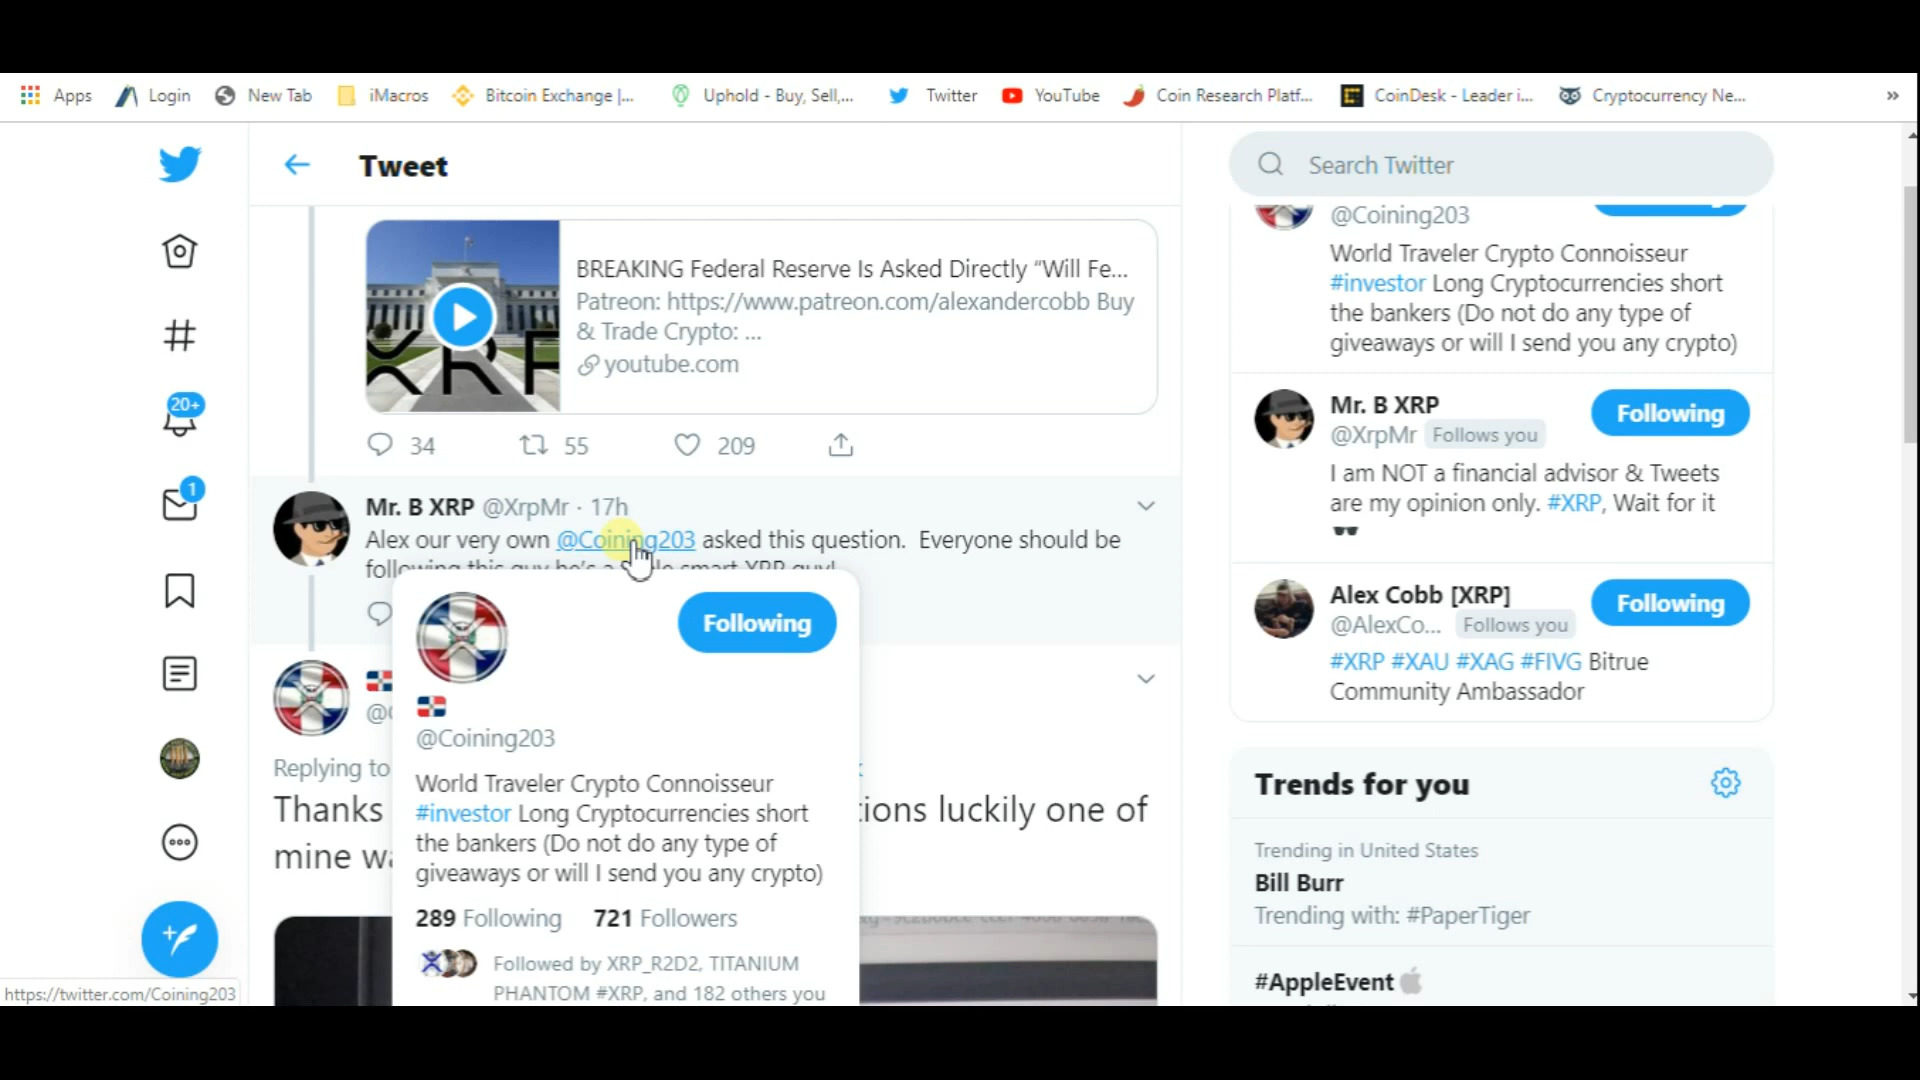 Apps
Login
New Tab
iMacros
Bitcoin Exchange |...
Uphold - Buy, Sell,...
Twitter
YouTube
Coin Research Platf...
CoinDesk - Leader i...
Cryptocurrency Ne...
»
Tweet
BREAKING Federal Reserve Is Asked Directly “Will Fe...
Patreon: https://www.patreon.com/alexandercobb Buy
& Trade Crypto: ...
youtube.com
XRP
34
55
209
Mr. B XRP @XrpMr · 17h
Alex our very own @Coining203 asked this question. Everyone should be
following this guy he's a smart XRP guy!
Following
@Coining203
World Traveler Crypto Connoisseur
#investor Long Cryptocurrencies short
the bankers (Do not do any type of
giveaways or will I send you any crypto)
289 Following 721 Followers
Followed by XRP_R2D2, TITANIUM
PHANTOM #XRP, and 182 others you
Replying to
Thanks luckily one of
mine
20+
1
https://twitter.com/Coining203
Search Twitter
@Coining203
World Traveler Crypto Connoisseur
#investor Long Cryptocurrencies short
the bankers (Do not do any type of
giveaways or will I send you any crypto)
Mr. B XRP
@XrpMr Follows you
Following
I am NOT a financial advisor & Tweets
are my opinion only. #XRP, Wait for it
Alex Cobb [XRP]
@AlexCo... Follows you
Following
#XRP #XAU #XAG #FIVG Bitrue
Community Ambassador
Trends for you
Trending in United States
Bill Burr
Trending with: #PaperTiger
#AppleEvent